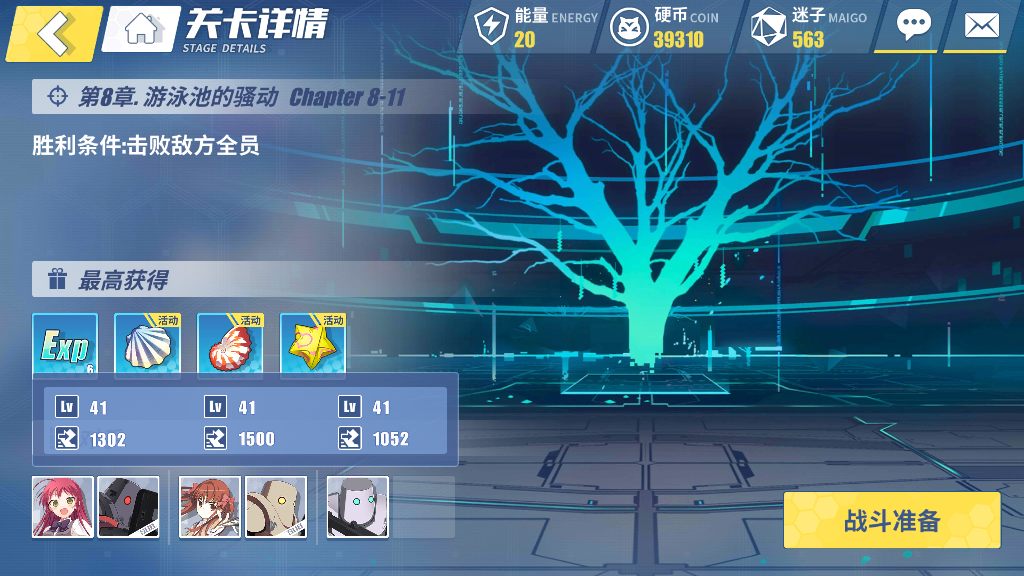 关卡详情
STAGE DETAILS
能量 ENERGY
20
硬币 COIN
39310
迷子 MAIGO
563
第8章. 游泳池的骚动 Chapter 8-11
胜利条件:击败敌方全员
最高获得
活动 活动 活动
Exp
6
Lv 41 Lv 41 Lv 41
1302 1500 1052
战斗准备